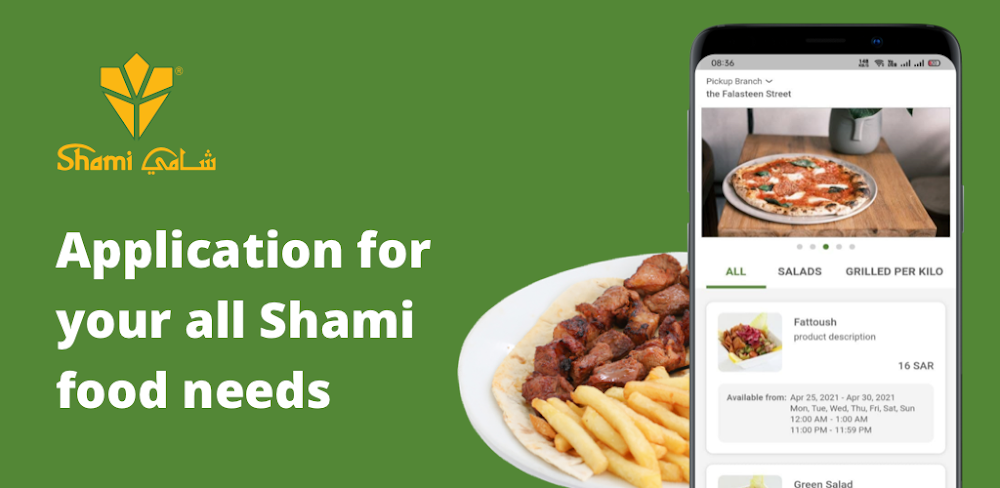 ®
Shami شامي
Application for
your all Shami
food needs
08:36
Pickup Branch
the Falasteen Street
ALL SALADS GRILLED PER KILO
Fattoush
product description
16 SAR
Available from: Apr 25, 2021 - Apr 30, 2021
Mon, Tue, Wed, Thu, Fri, Sat, Sun
12:00 AM - 1:00 AM
11:00 PM - 11:59 PM
Green Salad